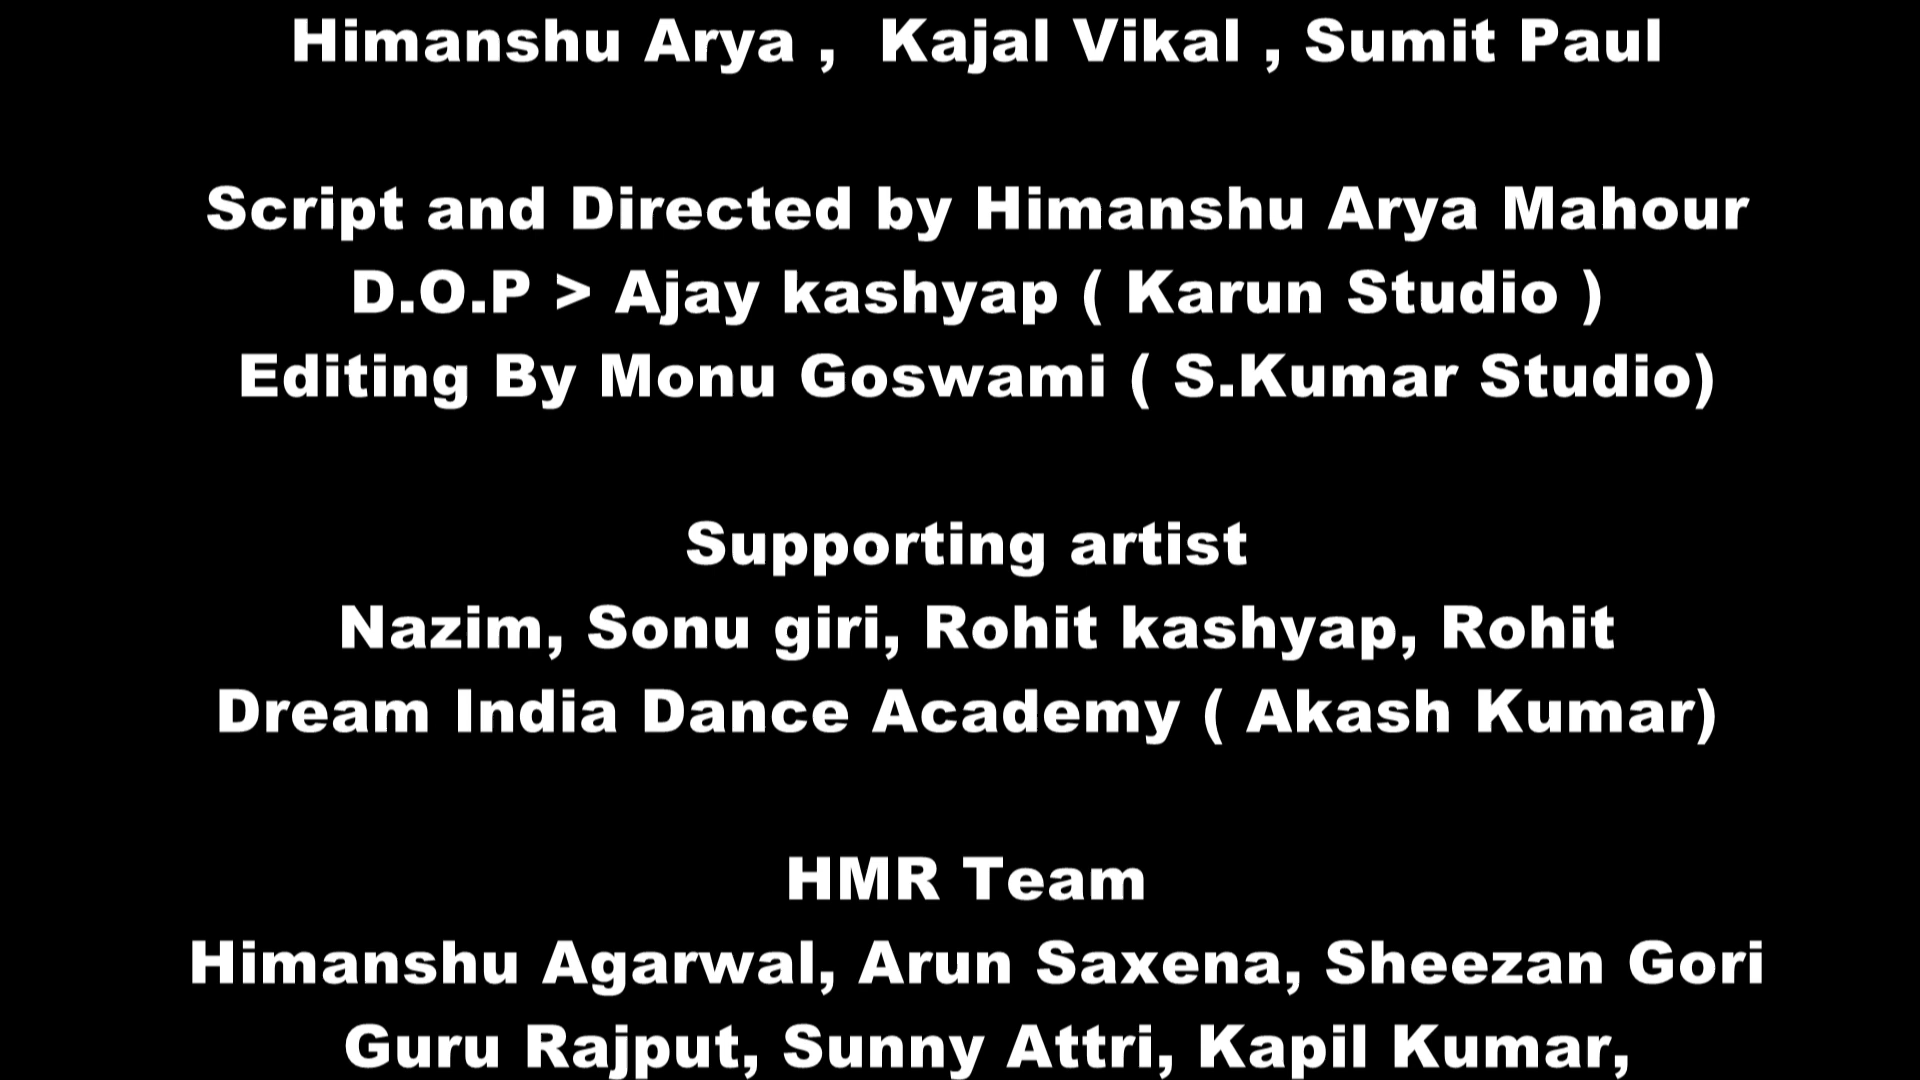 Himanshu Arya ,  Kajal Vikal , Sumit Paul
Script and Directed by Himanshu Arya Mahour
D.O.P > Ajay kashyap ( Karun Studio )
Editing By Monu Goswami ( S.Kumar Studio)
Supporting artist
Nazim, Sonu giri, Rohit kashyap, Rohit
Dream India Dance Academy ( Akash Kumar)
HMR Team
Himanshu Agarwal, Arun Saxena, Sheezan Gori
Guru Rajput, Sunny Attri, Kapil Kumar,